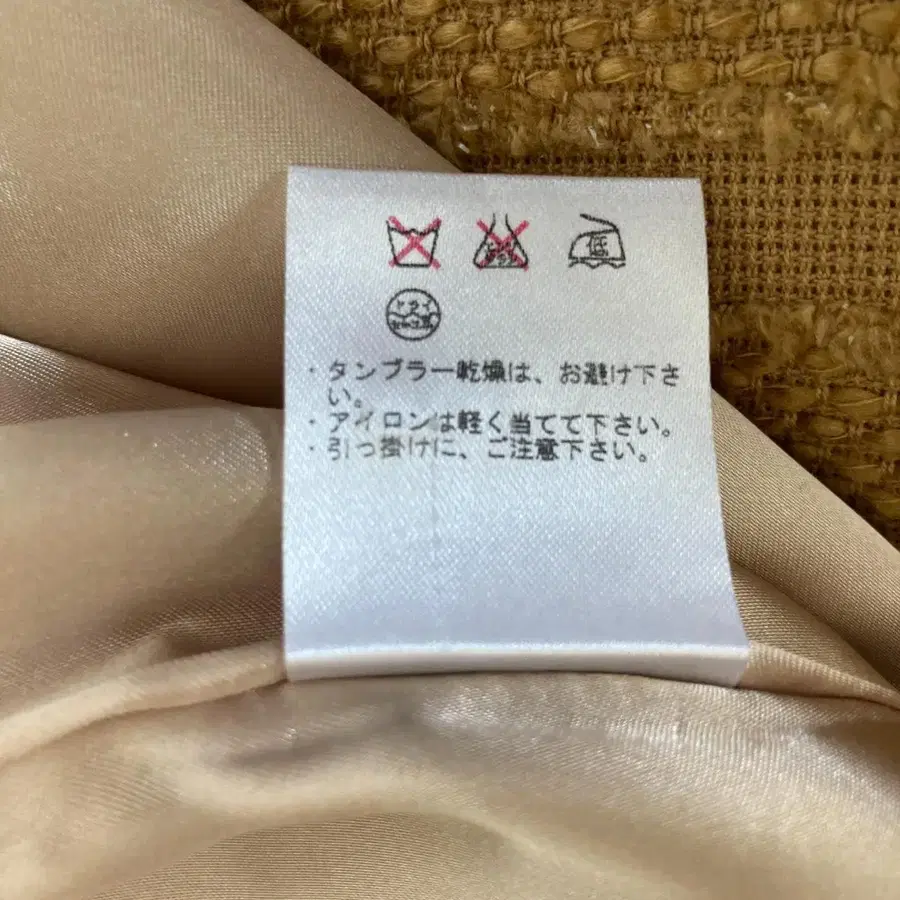 低
ドライ
・タンブラー乾燥は、お避け下さ
い。
・アイロンは軽く当てて下さい。
・引っ掛けに、ご注意下さい。